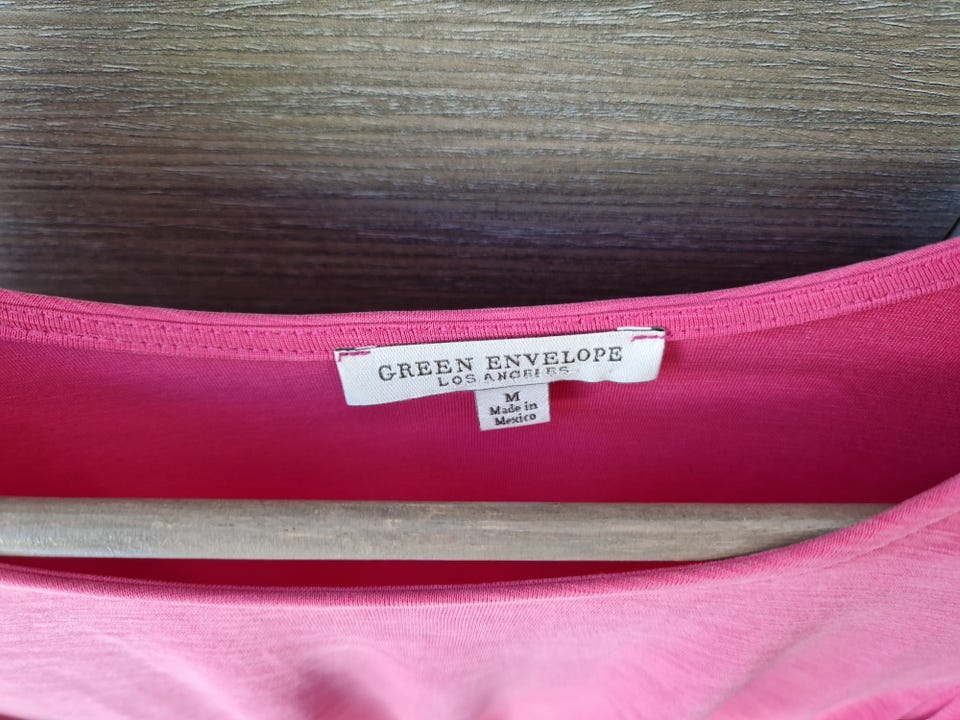 GREEN ENVELOPE
LOS ANGELES
M
Made in
Mexico